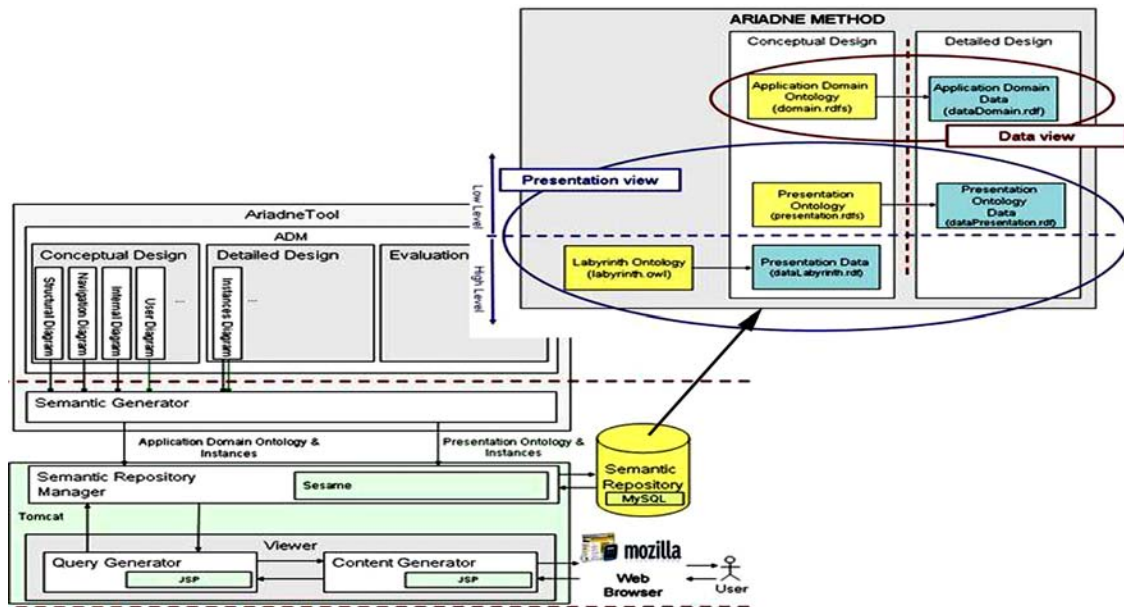 ARIADNE METHOD
Conceptual Design
Detailed Design
Application Domain
Ontology
(domain.rdfs)
Application Domain
Data
(dataDomain.rdf)
Data view
Presentation view
Low Level
High Level
Presentation
Ontology
(presentation.rdfs)
Presentation
Ontology
Data
(dataPresentation.rdf)
Labyrinth Ontology
(labyrinth.owl)
Presentation Data
(dataLabyrinth.rdf)
AriadneTool
ADM
Conceptual Design
Detailed Design
Evaluation
Structural Diagram
Navigation Diagram
Internal Diagram
User Diagram
...
Instances Diagram
...
Semantic Generator
Application Domain Ontology &
Instances
Presentation Ontology &
Instances
Semantic Repository
Manager
Sesame
Semantic
Repository
MySQL
Tomcat
Viewer
Query Generator
JSP
Content Generator
JSP
mozilla
Web
Browser
User